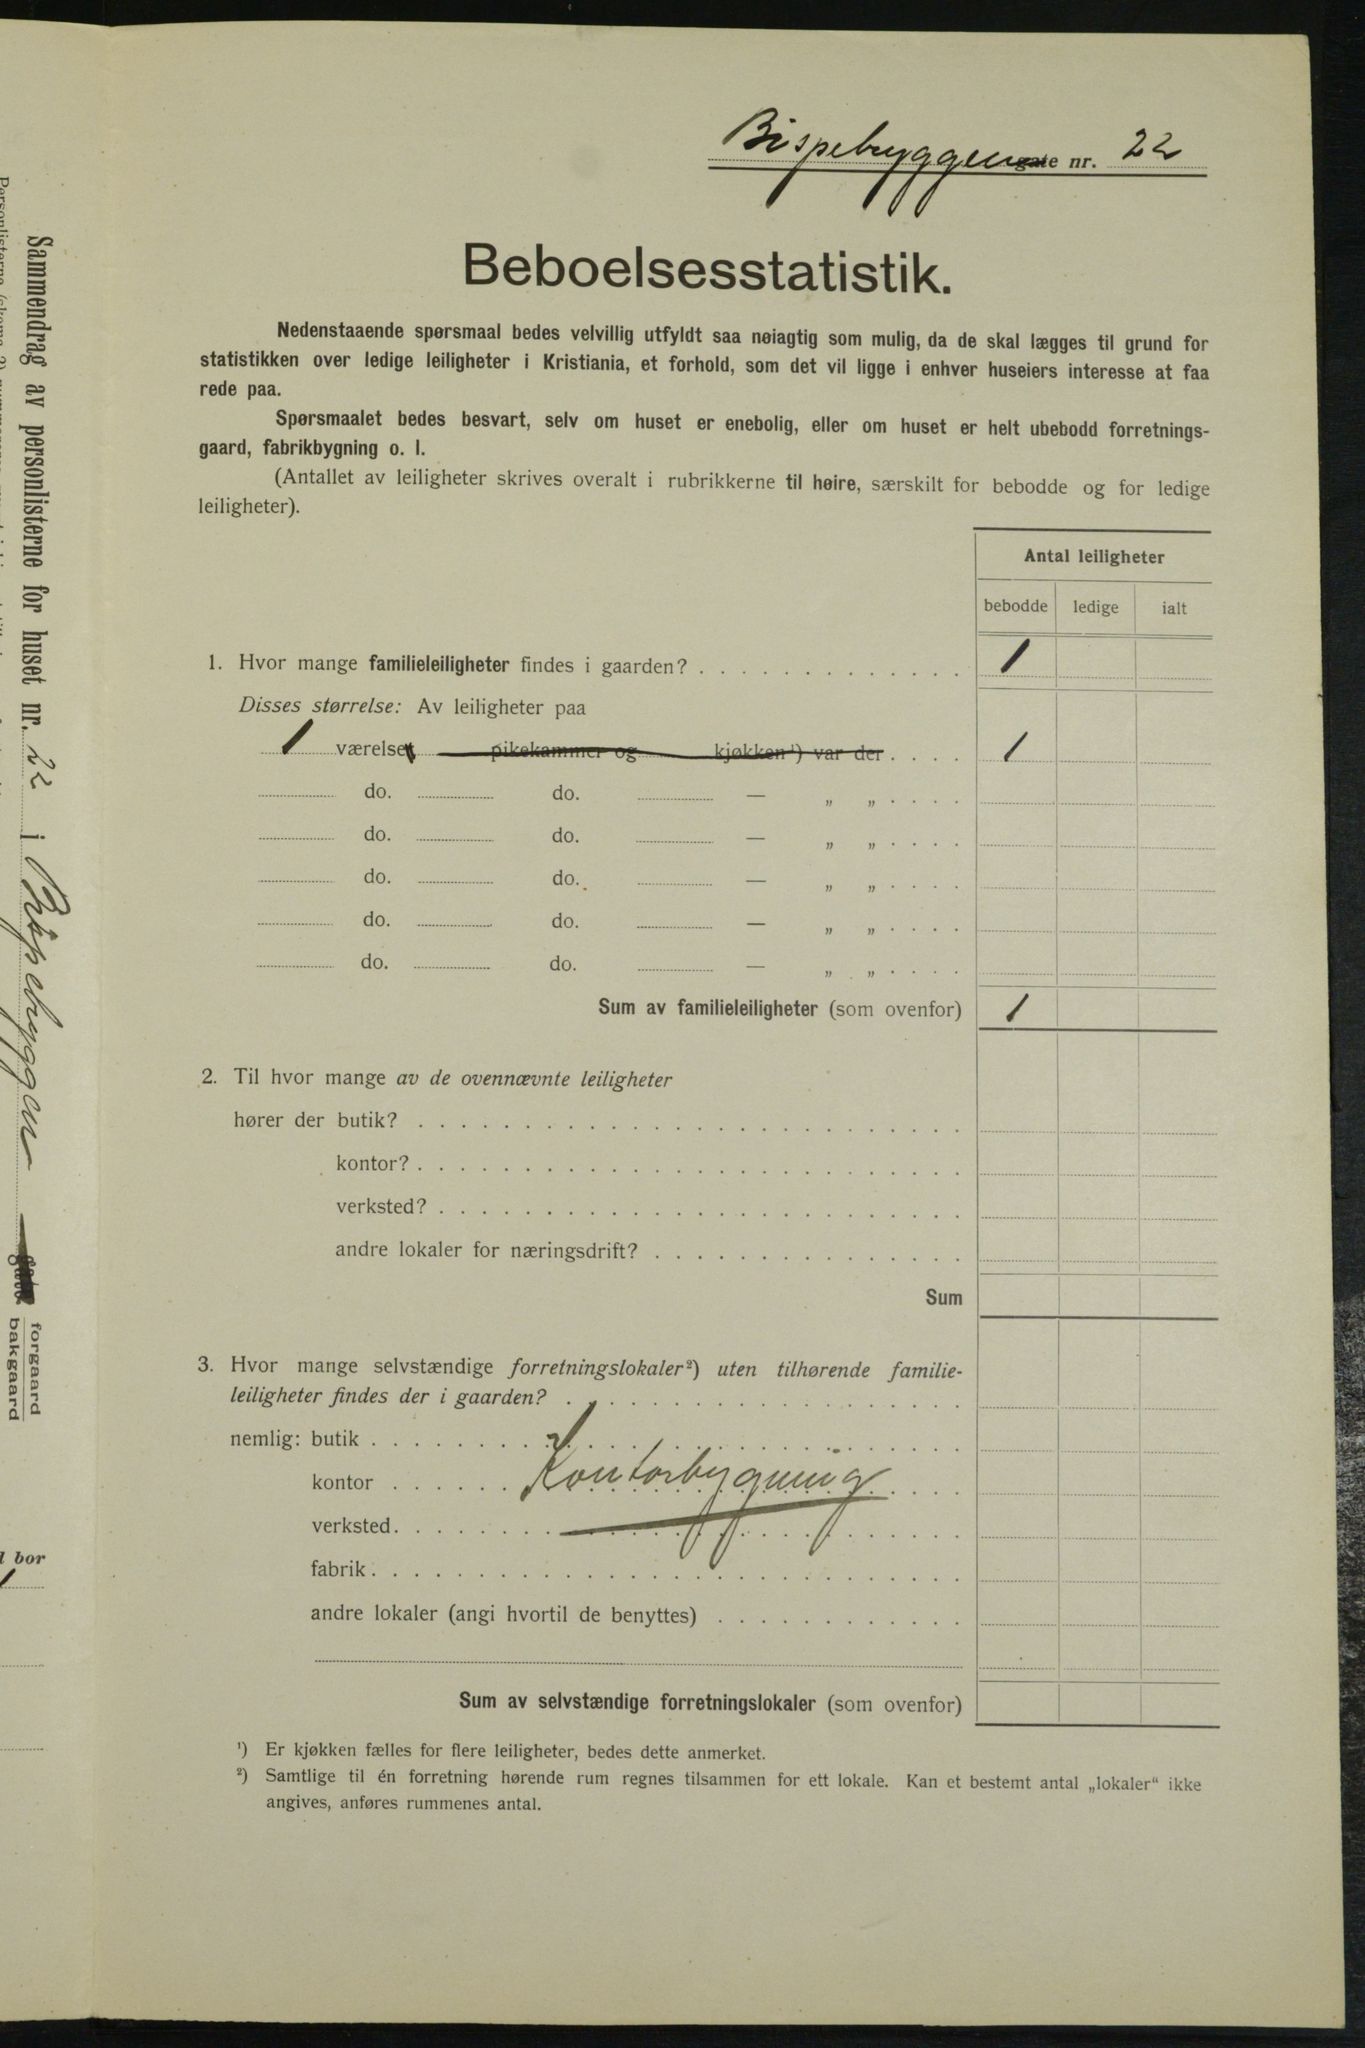 Bispebryggen gate nr. 22
Beboelsesstatistik.
Nedenstaaende spørsmaal bedes velvillig utfyldt saa nøiagtig som mulig, da de skal lægges til grund for
statistikken over ledige leiligheter i Kristiania, et forhold, som det vil ligge i enhver huseiers interesse at faa
rede paa.
Spørsmaalet bedes besvart, selv om huset er enebolig, eller om huset er helt ubebodd forretnings-
gaard, fabrikbygning o. l.
(Antallet av leiligheter skrives overalt i rubrikkerne til høire, særskilt for bebodde og for ledige
leiligheter).
Antal leiligheter
bebodde ledige ialt
1. Hvor mange familieleiligheter findes i gaarden? . . . . . . . . . . . . . 1
Disses størrelse: Av leiligheter paa
1 værelser pikekammer og kjøkken¹) var der . . . . 1
do. do. — „ „ . . . .
do. do. — „ „ . . . .
do. do. — „ „ . . . .
do. do. — „ „ . . . .
do. do. — „ „ . . . .
Sum av familieleiligheter (som ovenfor) 1
2. Til hvor mange av de ovennævnte leiligheter
hører der butik? . . . . . . . . . . . . . . . . . . . . . . . .
kontor? . . . . . . . . . . . . . . . . . . . . . . . .
verksted? . . . . . . . . . . . . . . . . . . . . . . .
andre lokaler for næringsdrift? . . . . . . . . . . . . . . .
Sum
3. Hvor mange selvstændige forretningslokaler²) uten tilhørende familie-
leiligheter findes der i gaarden? . . . . . . . . . . . . . . . . . .
nemlig: butik . . . . . . . . . . . . . . . . . . . . . . . . . .
kontor . . . . . . Kontorbygning . . . .
verksted. . . . . . . . . . . . . . . . . . . . . . . . .
fabrik. . . . . . . . . . . . . . . . . . . . . . . . . .
andre lokaler (angi hvortil de benyttes) . . . . . . . . . . . .
Sum av selvstændige forretningslokaler (som ovenfor)
¹) Er kjøkken fælles for flere leiligheter, bedes dette anmerket.
²) Samtlige til én forretning hørende rum regnes tilsammen for ett lokale. Kan et bestemt antal „lokaler“ ikke
angives, anføres rummenes antal.
Sammendrag av personlisterne for huset nr. 22 i Bispebryggen gate forgaard
bakgaard
bor
1